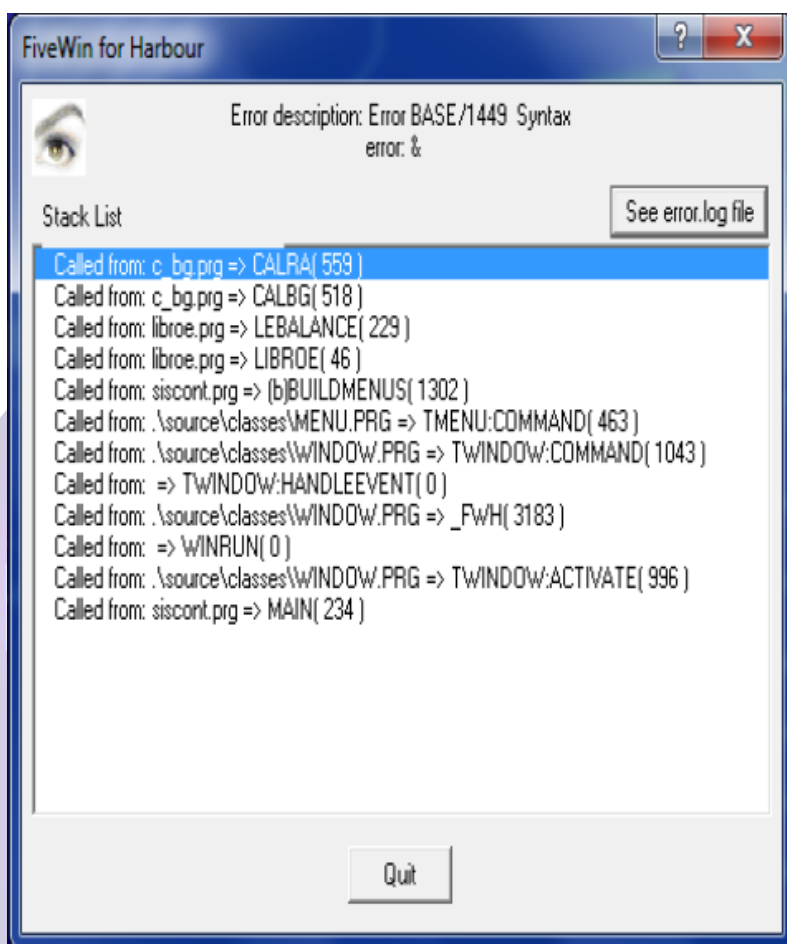 FiveWin for Harbour
? X
Error description: Error BASE/1449 Syntax
error: &
Stack List
See error.log file
Called from: c_bg.prg => CALRA( 559 )
Called from: c_bg.prg => CALBG( 518 )
Called from: libroe.prg => LEBALANCE( 229 )
Called from: libroe.prg => LIBROE( 46 )
Called from: siscont.prg => (b)BUILDMENUS( 1302 )
Called from: .\source\classes\MENU.PRG => TMENU:COMMAND( 463 )
Called from: .\source\classes\WINDOW.PRG => TWINDOW:COMMAND( 1043 )
Called from:  => TWINDOW:HANDLEEVENT( 0 )
Called from: .\source\classes\WINDOW.PRG => _FWH( 3183 )
Called from:  => WINRUN( 0 )
Called from: .\source\classes\WINDOW.PRG => TWINDOW:ACTIVATE( 996 )
Called from: siscont.prg => MAIN( 234 )
Quit